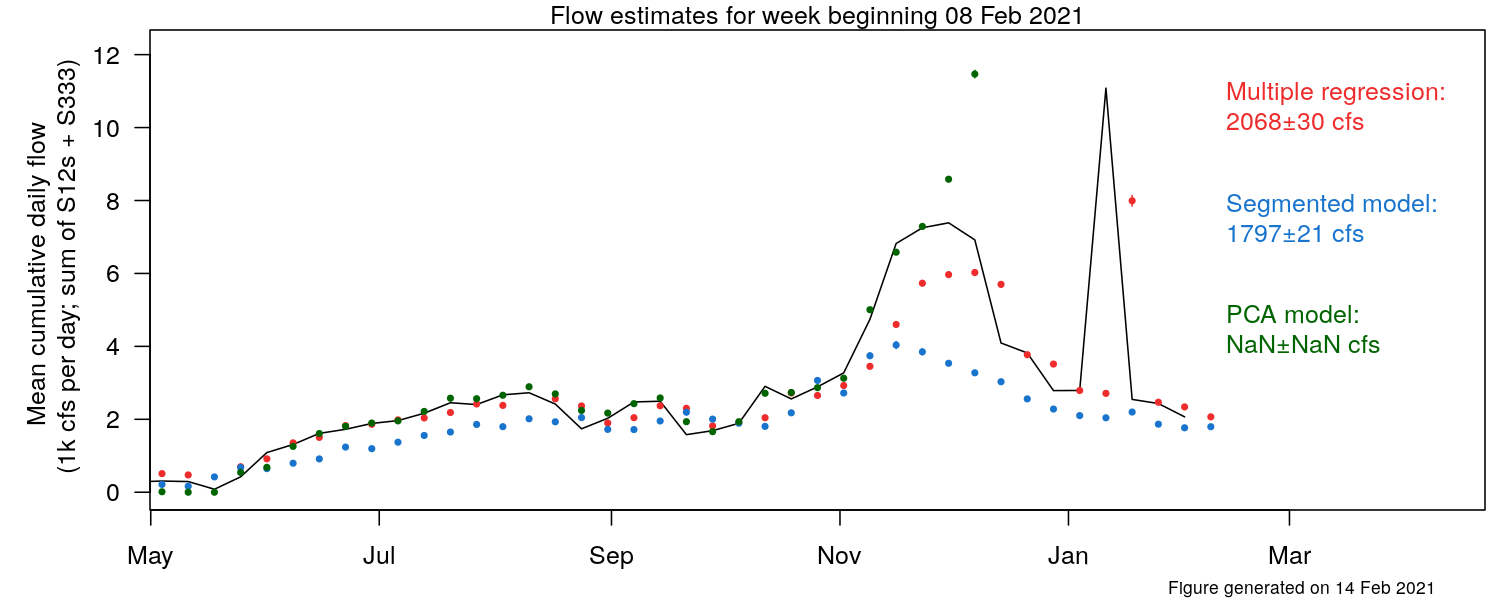 Flow estimates for week beginning 08 Feb 2021
Mean cumulative daily flow
(1k cfs per day; sum of S12s + S333)
12
10
8
6
4
2
0
Multiple regression:
2068±30 cfs
Segmented model:
1797±21 cfs
PCA model:
NaN±NaN cfs
May Jul Sep Nov Jan Mar
Figure generated on 14 Feb 2021